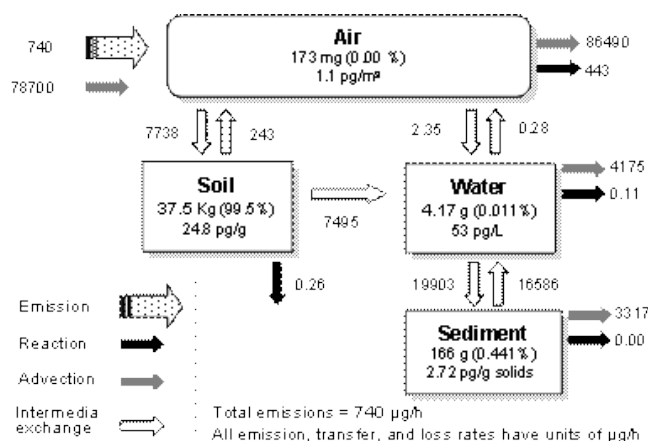 Air
740
173 mg (0.00 %)
86490
1.1 pg/m³
443
78700
7738
243
2.35
0.28
Soil
37.5 Kg (99.5%)
24.8 pg/g
7495
Water
4.17 g (0.011%)
53 pg/L
4175
0.11
0.26
19903
16586
Sediment
166 g (0.441%)
2.72 pg/g solids
3317
0.00
Emission
Reaction
Advection
Intermedia
exchange
Total emissions = 740 µg/h
All emission, transfer, and loss rates have units of µg/h